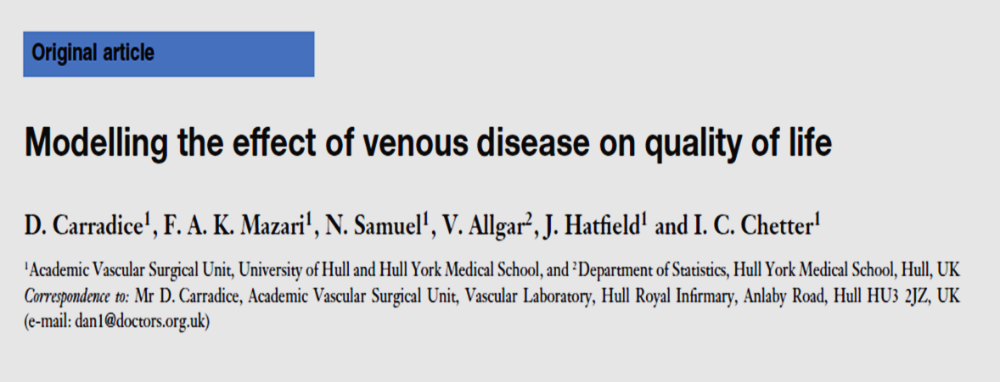 Original article
Modelling the effect of venous disease on quality of life
D. Carradice¹, F. A. K. Mazari¹, N. Samuel¹, V. Allgar², J. Hatfield¹ and I. C. Chetter¹
¹Academic Vascular Surgical Unit, University of Hull and Hull York Medical School, and ²Department of Statistics, Hull York Medical School, Hull, UK
Correspondence to: Mr D. Carradice, Academic Vascular Surgical Unit, Vascular Laboratory, Hull Royal Infirmary, Anlaby Road, Hull HU3 2JZ, UK
(e-mail: dan1@doctors.org.uk)